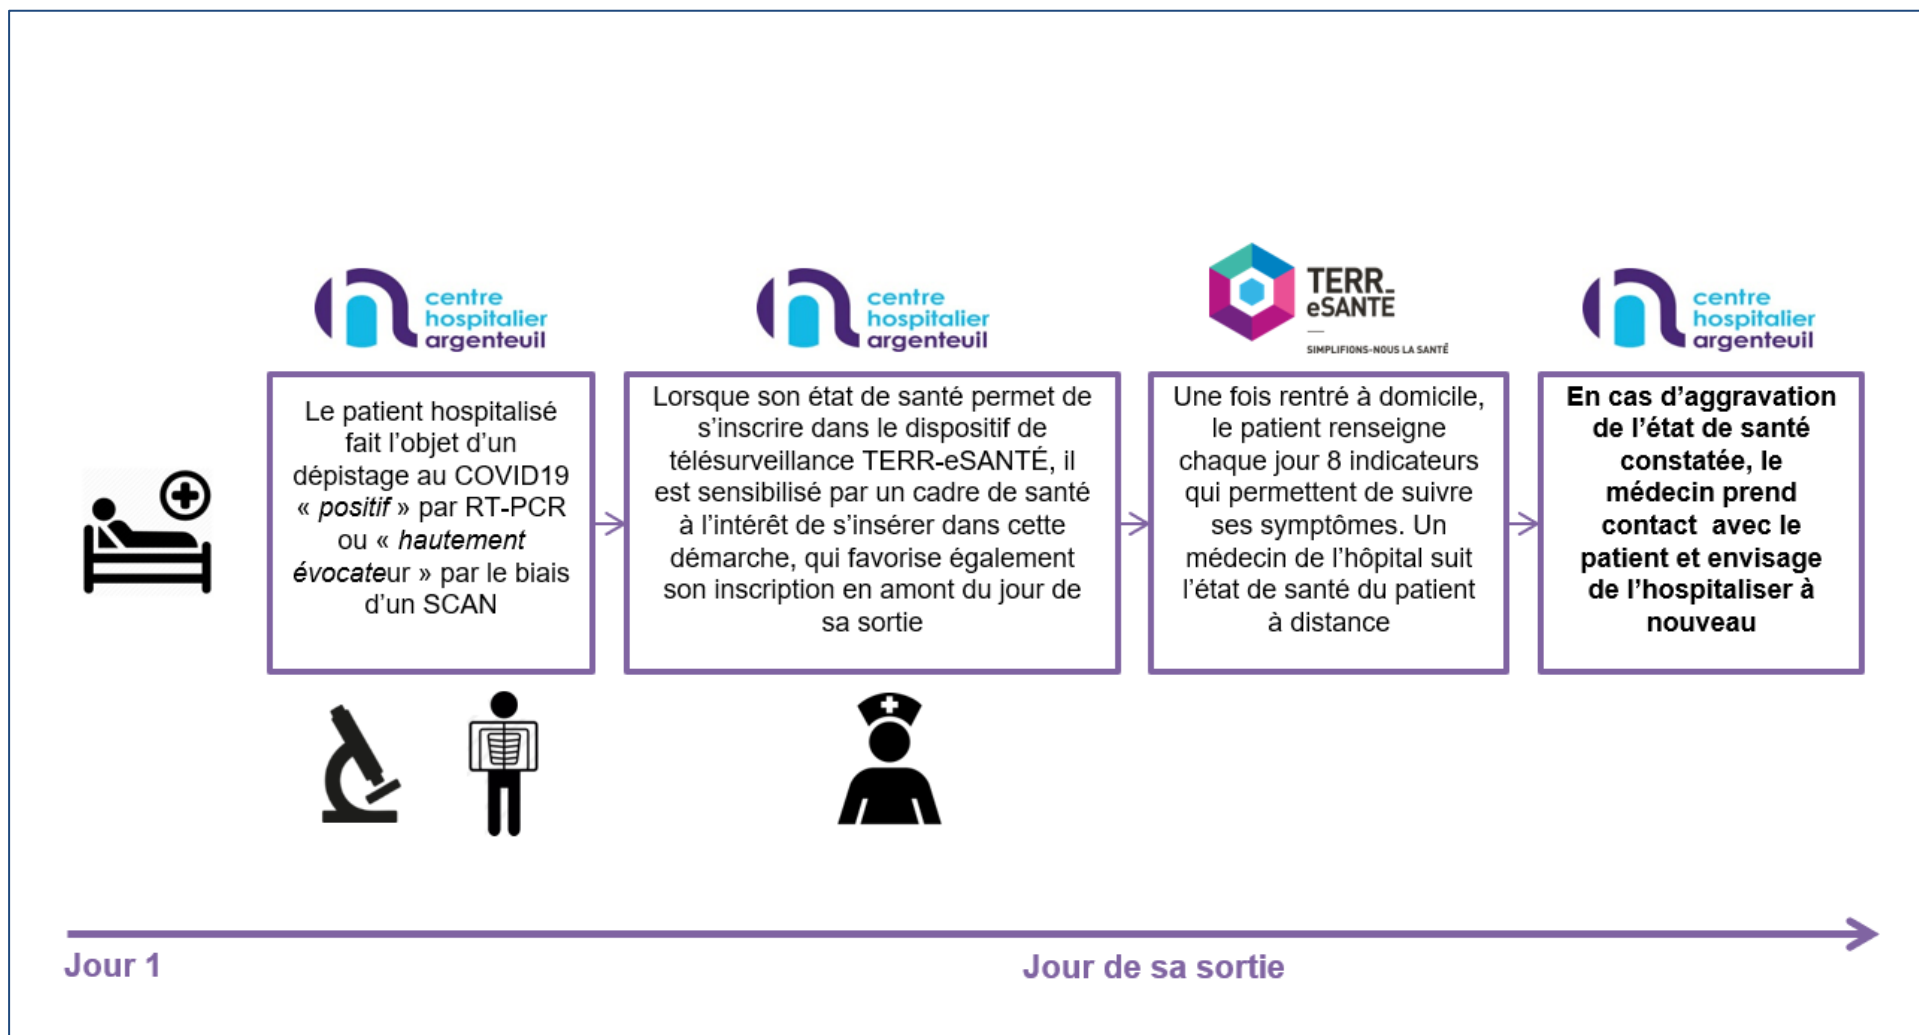 centre
hospitalier
argenteuil
Le patient hospitalisé
fait l’objet d’un
dépistage au COVID19
« positif » par RT-PCR
ou « hautement
évocateur » par le biais
d’un SCAN
centre
hospitalier
argenteuil
Lorsque son état de santé permet de
s’inscrire dans le dispositif de
télésurveillance TERR-eSANTÉ, il
est sensibilisé par un cadre de santé
à l’intérêt de s’insérer dans cette
démarche, qui favorise également
son inscription en amont du jour de
sa sortie
TERR_
eSANTE
SIMPLIFIONS-NOUS LA SANTÉ
Une fois rentré à domicile,
le patient renseigne
chaque jour 8 indicateurs
qui permettent de suivre
ses symptômes. Un
médecin de l’hôpital suit
l’état de santé du patient
à distance
centre
hospitalier
argenteuil
En cas d’aggravation
de l’état de santé
constatée, le
médecin prend
contact  avec le
patient et envisage
de l’hospitaliser à
nouveau
Jour 1
Jour de sa sortie